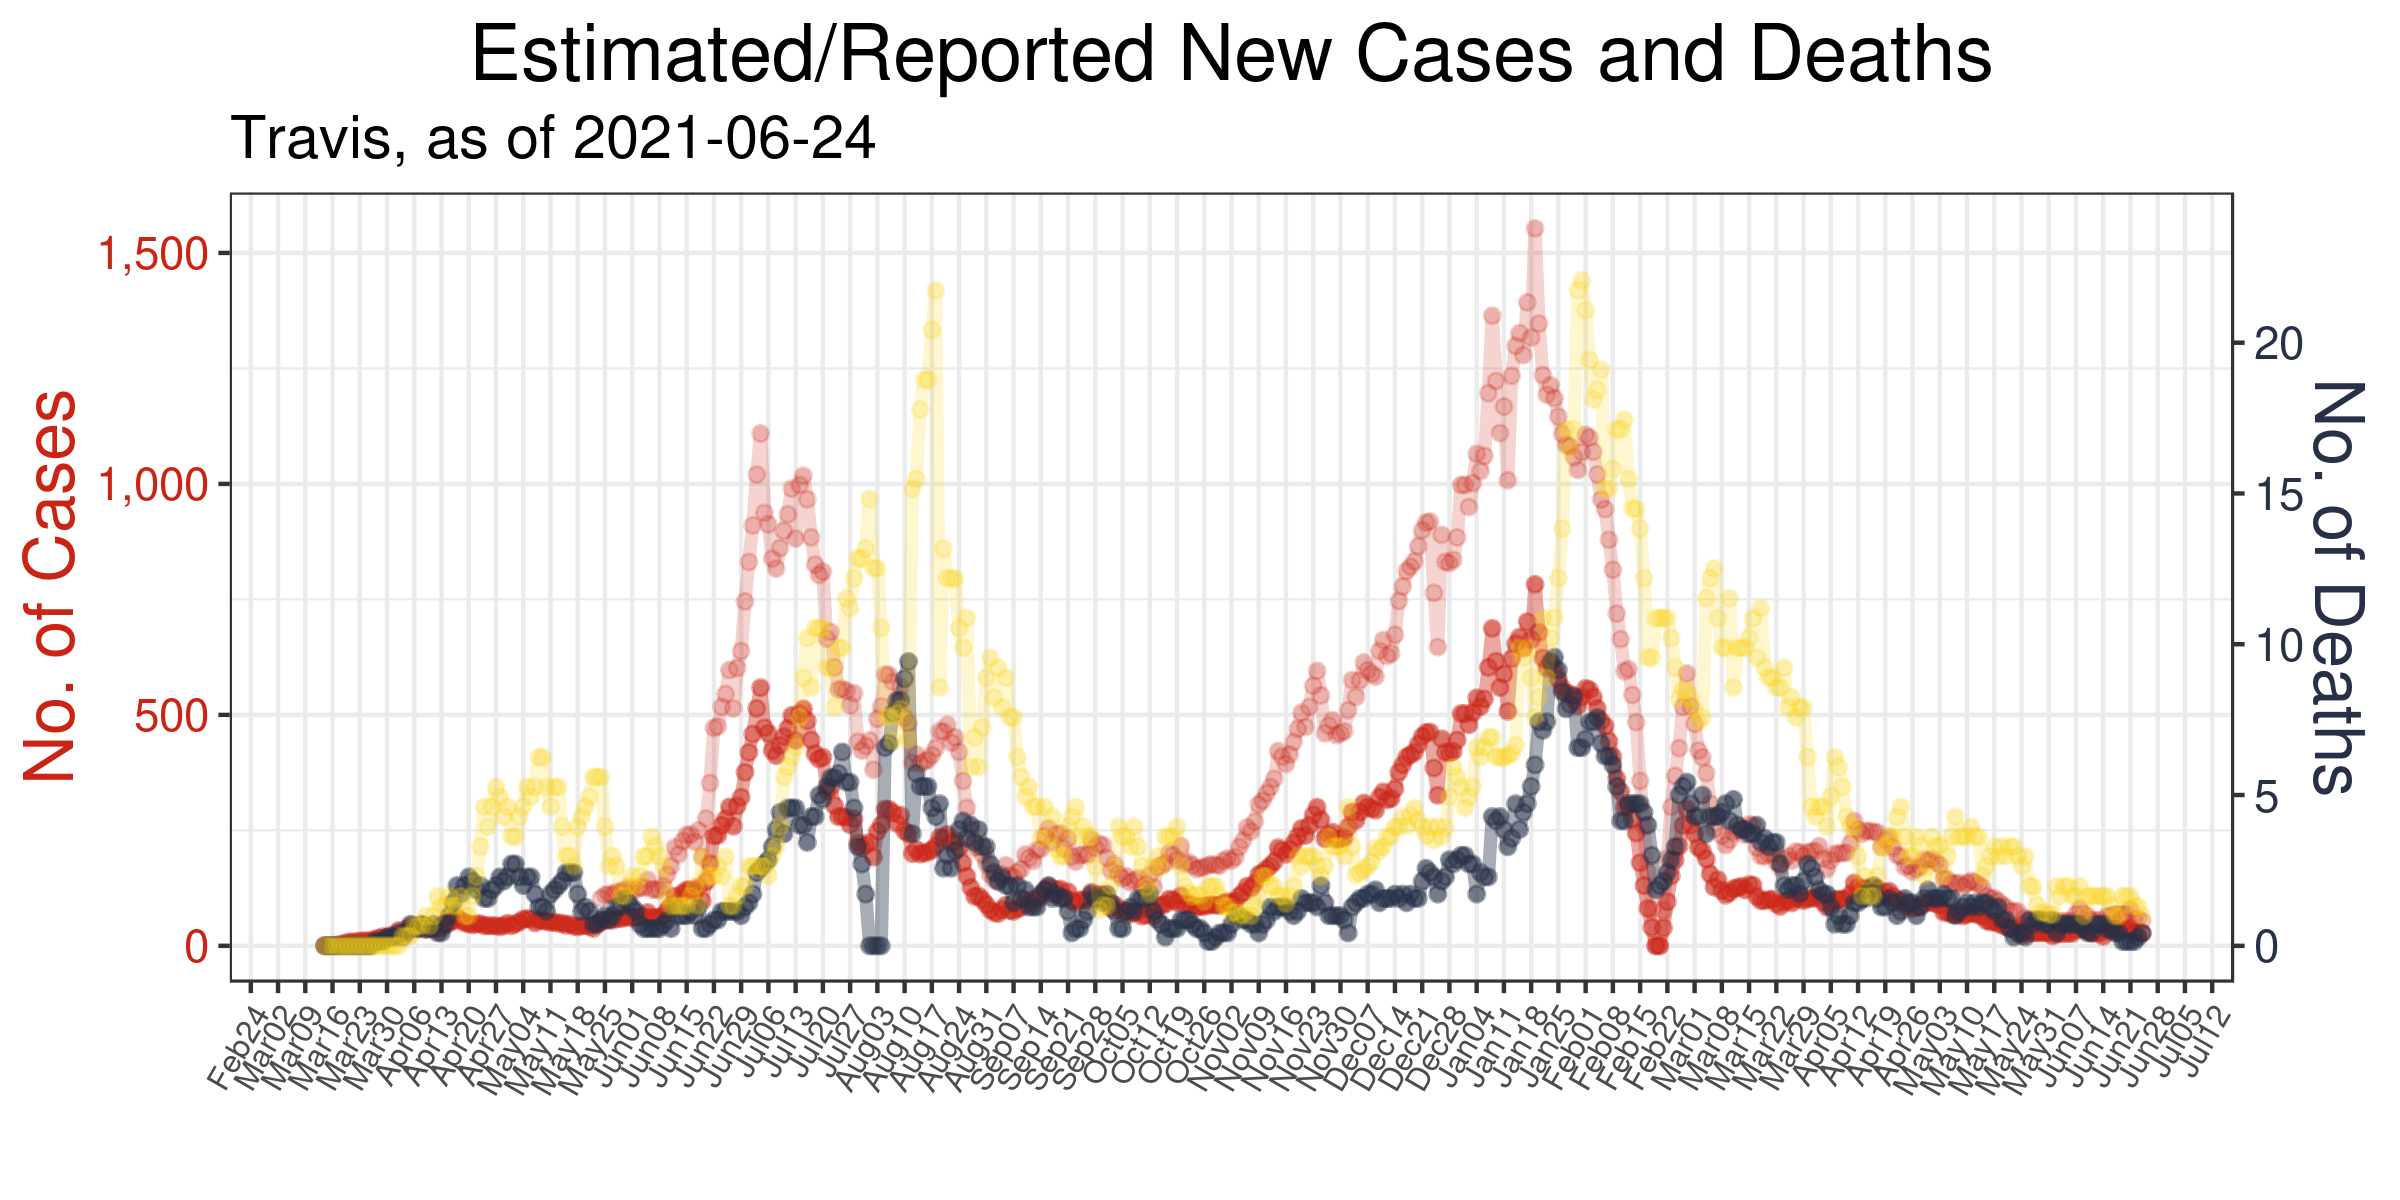 Estimated/Reported New Cases and Deaths
Travis, as of 2021-06-24
No. of Cases
1,500
1,000
500
0
No. of Deaths
20
15
10
5
0
Feb24
Mar02
Mar09
Mar16
Mar23
Mar30
Apr06
Apr13
Apr20
Apr27
May04
May11
May18
May25
Jun01
Jun08
Jun15
Jun22
Jun29
Jul06
Jul13
Jul20
Jul27
Aug03
Aug10
Aug17
Aug24
Aug31
Sep07
Sep14
Sep21
Sep28
Oct05
Oct12
Oct19
Oct26
Nov02
Nov09
Nov16
Nov23
Nov30
Dec07
Dec14
Dec21
Dec28
Jan04
Jan11
Jan18
Jan25
Feb01
Feb08
Feb15
Feb22
Mar01
Mar08
Mar15
Mar22
Mar29
Apr05
Apr12
Apr19
Apr26
May03
May10
May17
May24
May31
Jun07
Jun14
Jun21
Jun28
Jul05
Jul12